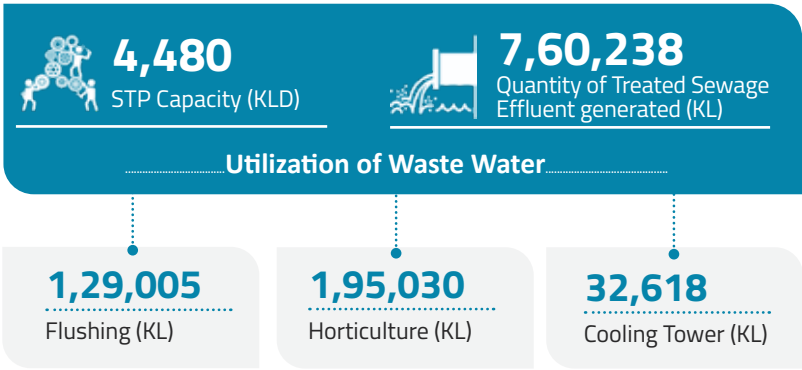 4,480
STP Capacity (KLD)
7,60,238
Quantity of Treated Sewage
Effluent generated (KL)
Utilization of Waste Water
1,29,005
Flushing (KL)
1,95,030
Horticulture (KL)
32,618
Cooling Tower (KL)